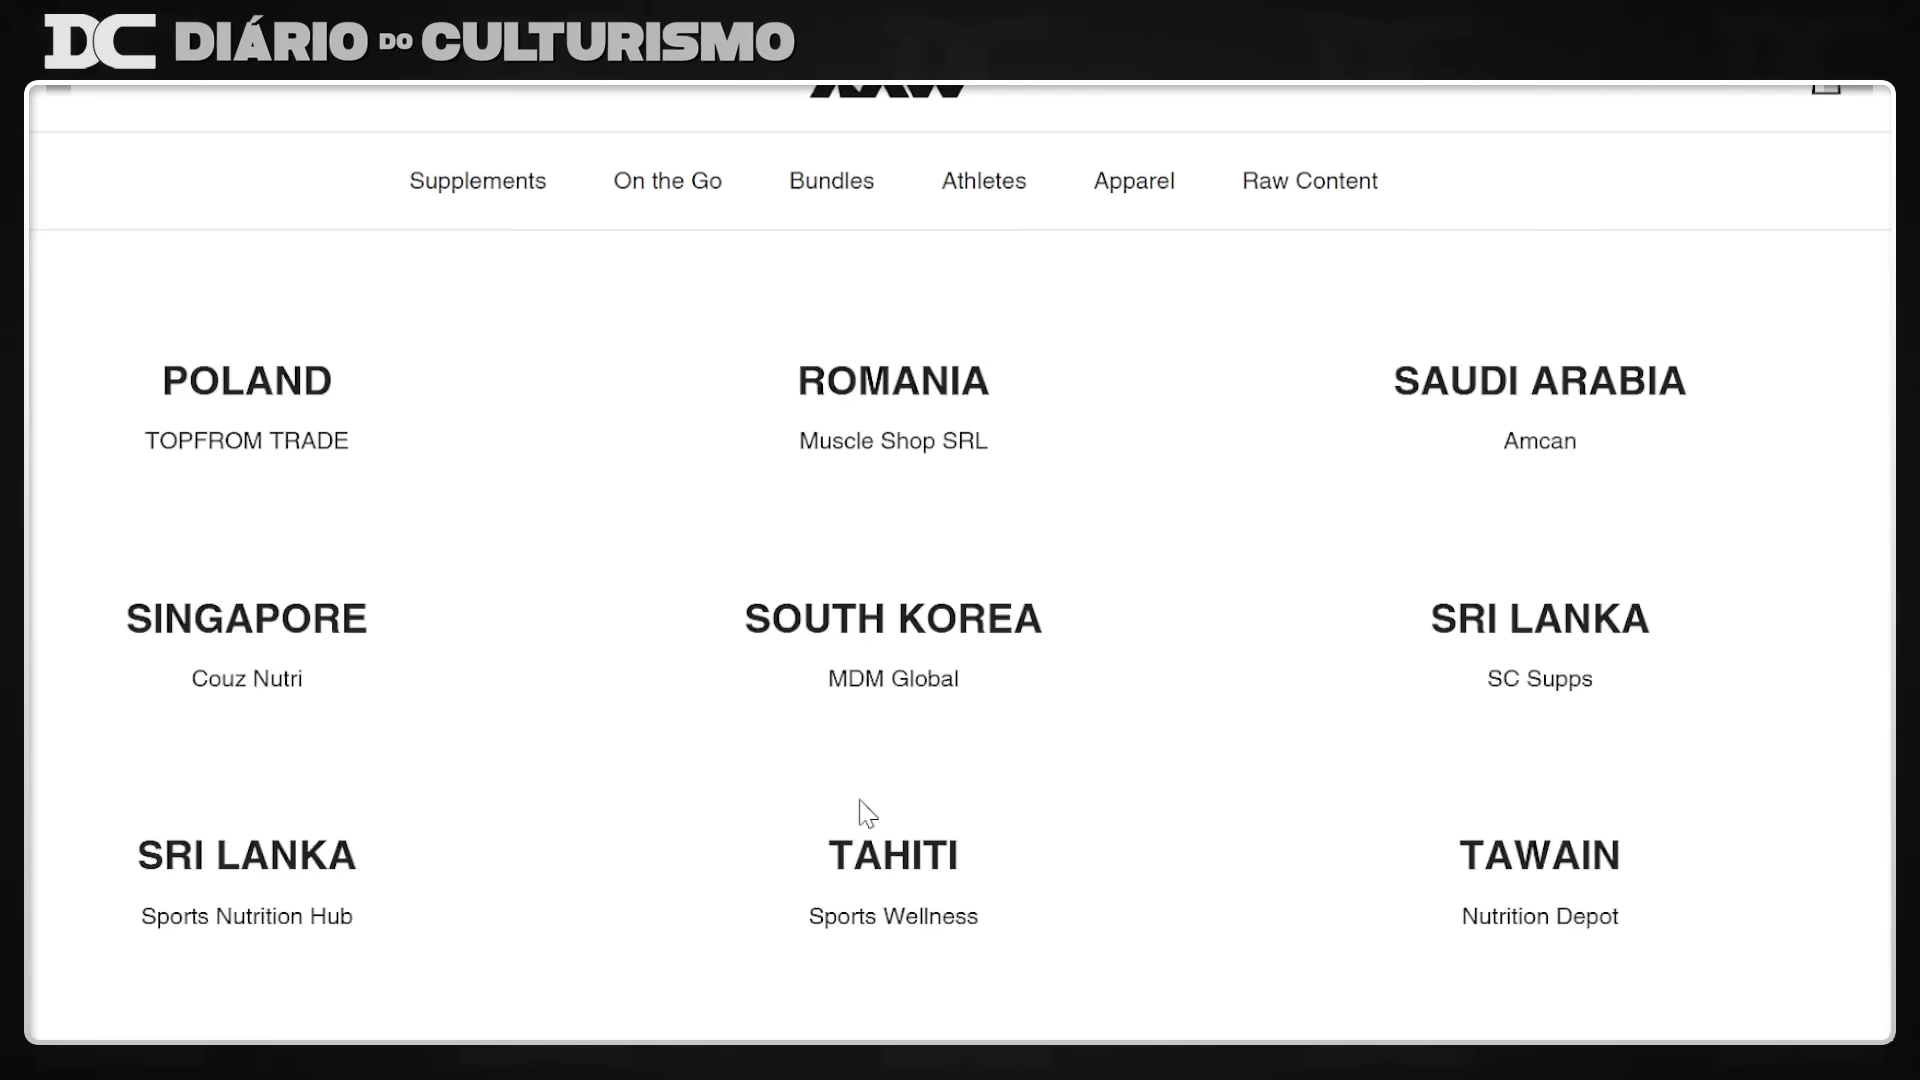 DC DIÁRIO DO CULTURISMO
Supplements On the Go Bundles Athletes Apparel Raw Content
POLAND ROMANIA SAUDI ARABIA
TOPFROM TRADE Muscle Shop SRL Amcan
SINGAPORE SOUTH KOREA SRI LANKA
Couz Nutri MDM Global SC Supps
SRI LANKA TAHITI TAWAIN
Sports Nutrition Hub Sports Wellness Nutrition Depot